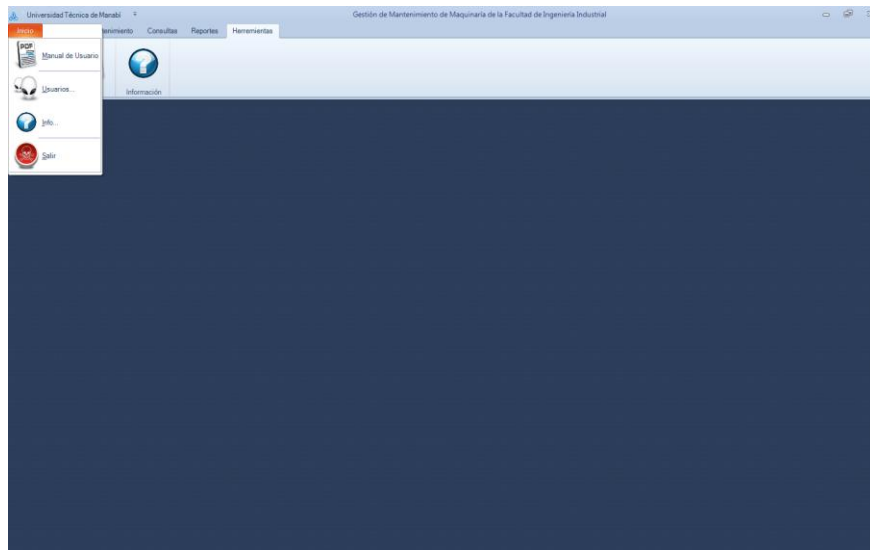 Universidad Técnica de Manabí
Gestión de Mantenimiento de Maquinaria de la Facultad de Ingeniería Industrial
Inicio
Consultas
Reportes
Herramientas
PDF
Manual de Usuario
Usuarios...
Info...
Salir
Información